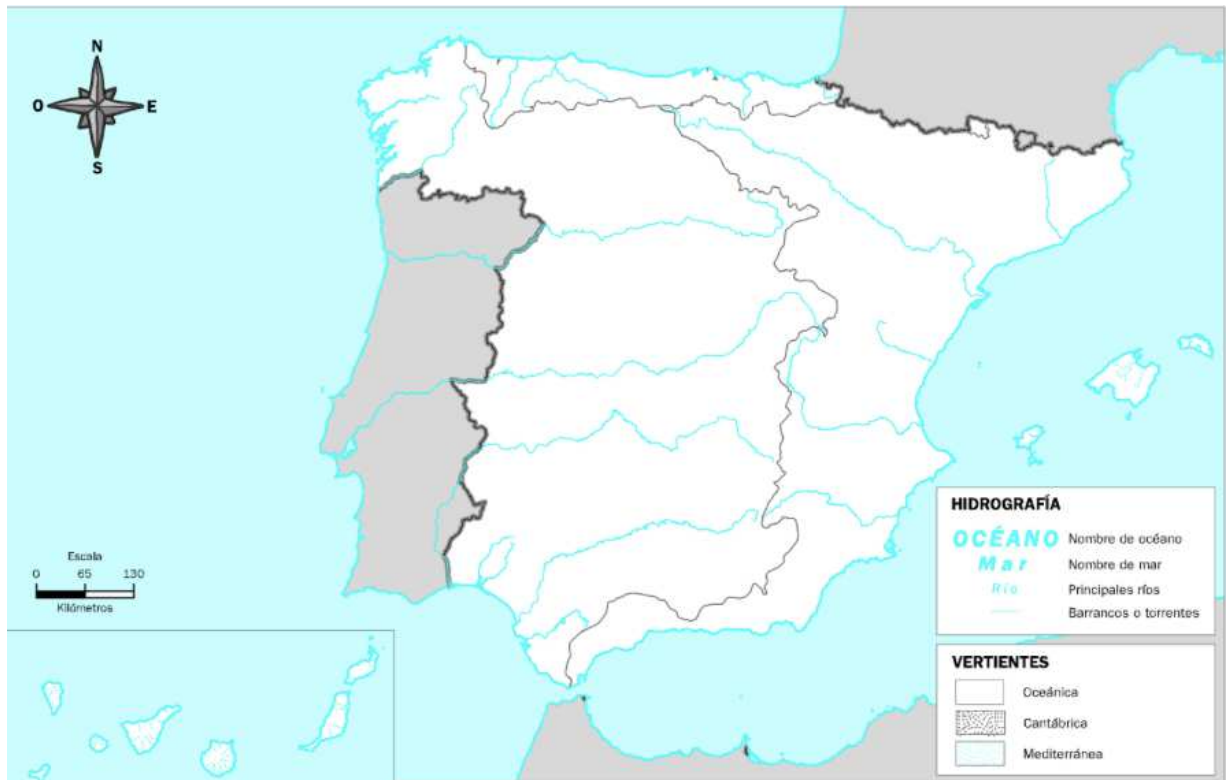 N
O
E
S
Escala
0 65 130
Kilómetros
HIDROGRAFÍA
OCÉANO Nombre de océano
Mar Nombre de mar
Río Principales ríos
Barrancos o torrentes
VERTIENTES
Oceánica
Cantábrica
Mediterránea